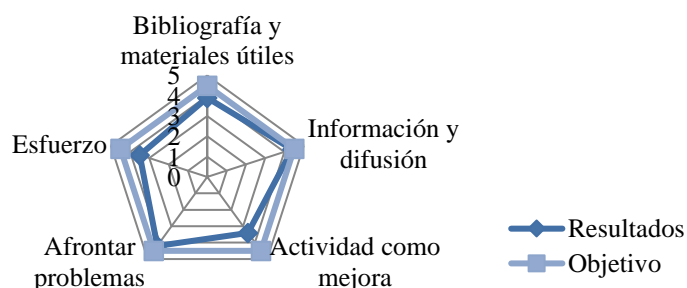 Bibliografía y
materiales útiles
5
4
3
2
1
0
Información y
difusión
Esfuerzo
Afrontar
problemas
Actividad como
mejora
Resultados
Objetivo